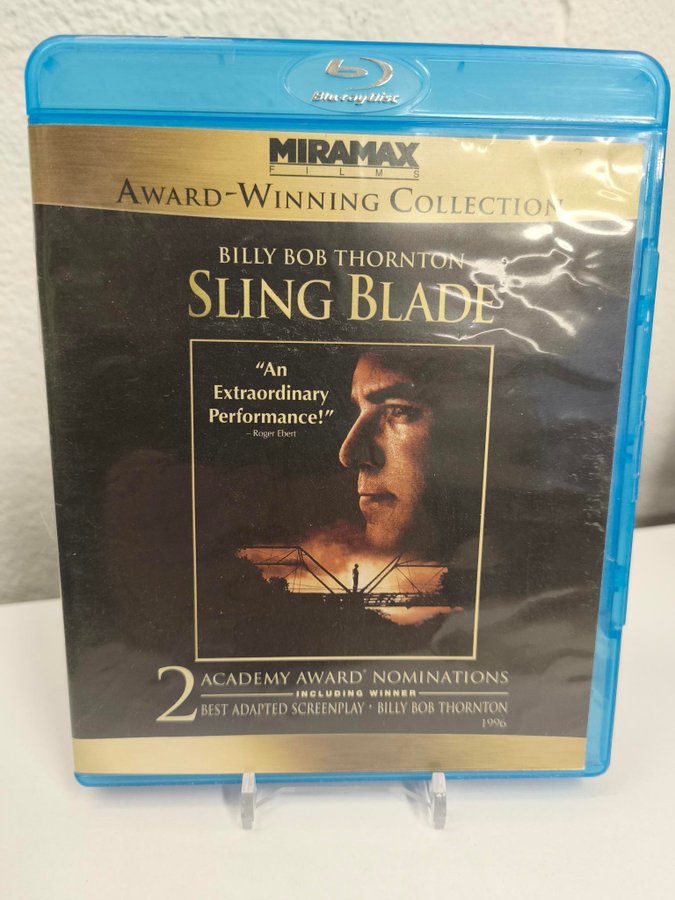 Blu-ray Disc
MIRAMAX
FILMS
AWARD-WINNING COLLECTION
BILLY BOB THORNTON
SLING BLADE
“An
Extraordinary
Performance!”
– Roger Ebert
2 ACADEMY AWARD® NOMINATIONS
INCLUDING WINNER
BEST ADAPTED SCREENPLAY • BILLY BOB THORNTON
1996